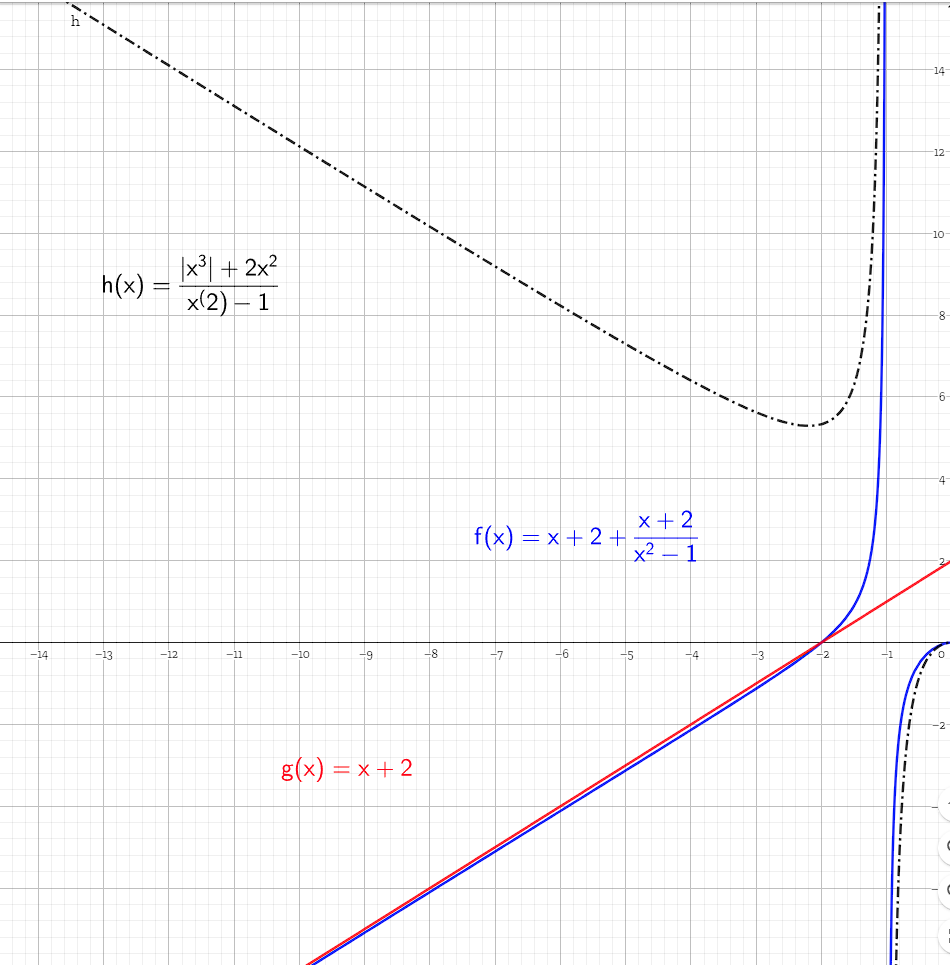 h
14
12
10
h(x) = |x³| + 2x² / x(2) − 1
8
6
4
f(x) = x + 2 + x + 2 / x² − 1
2
−14 −13 −12 −11 −10 −9 −8 −7 −6 −5 −4 −3 −2 −1 0
−2
g(x) = x + 2